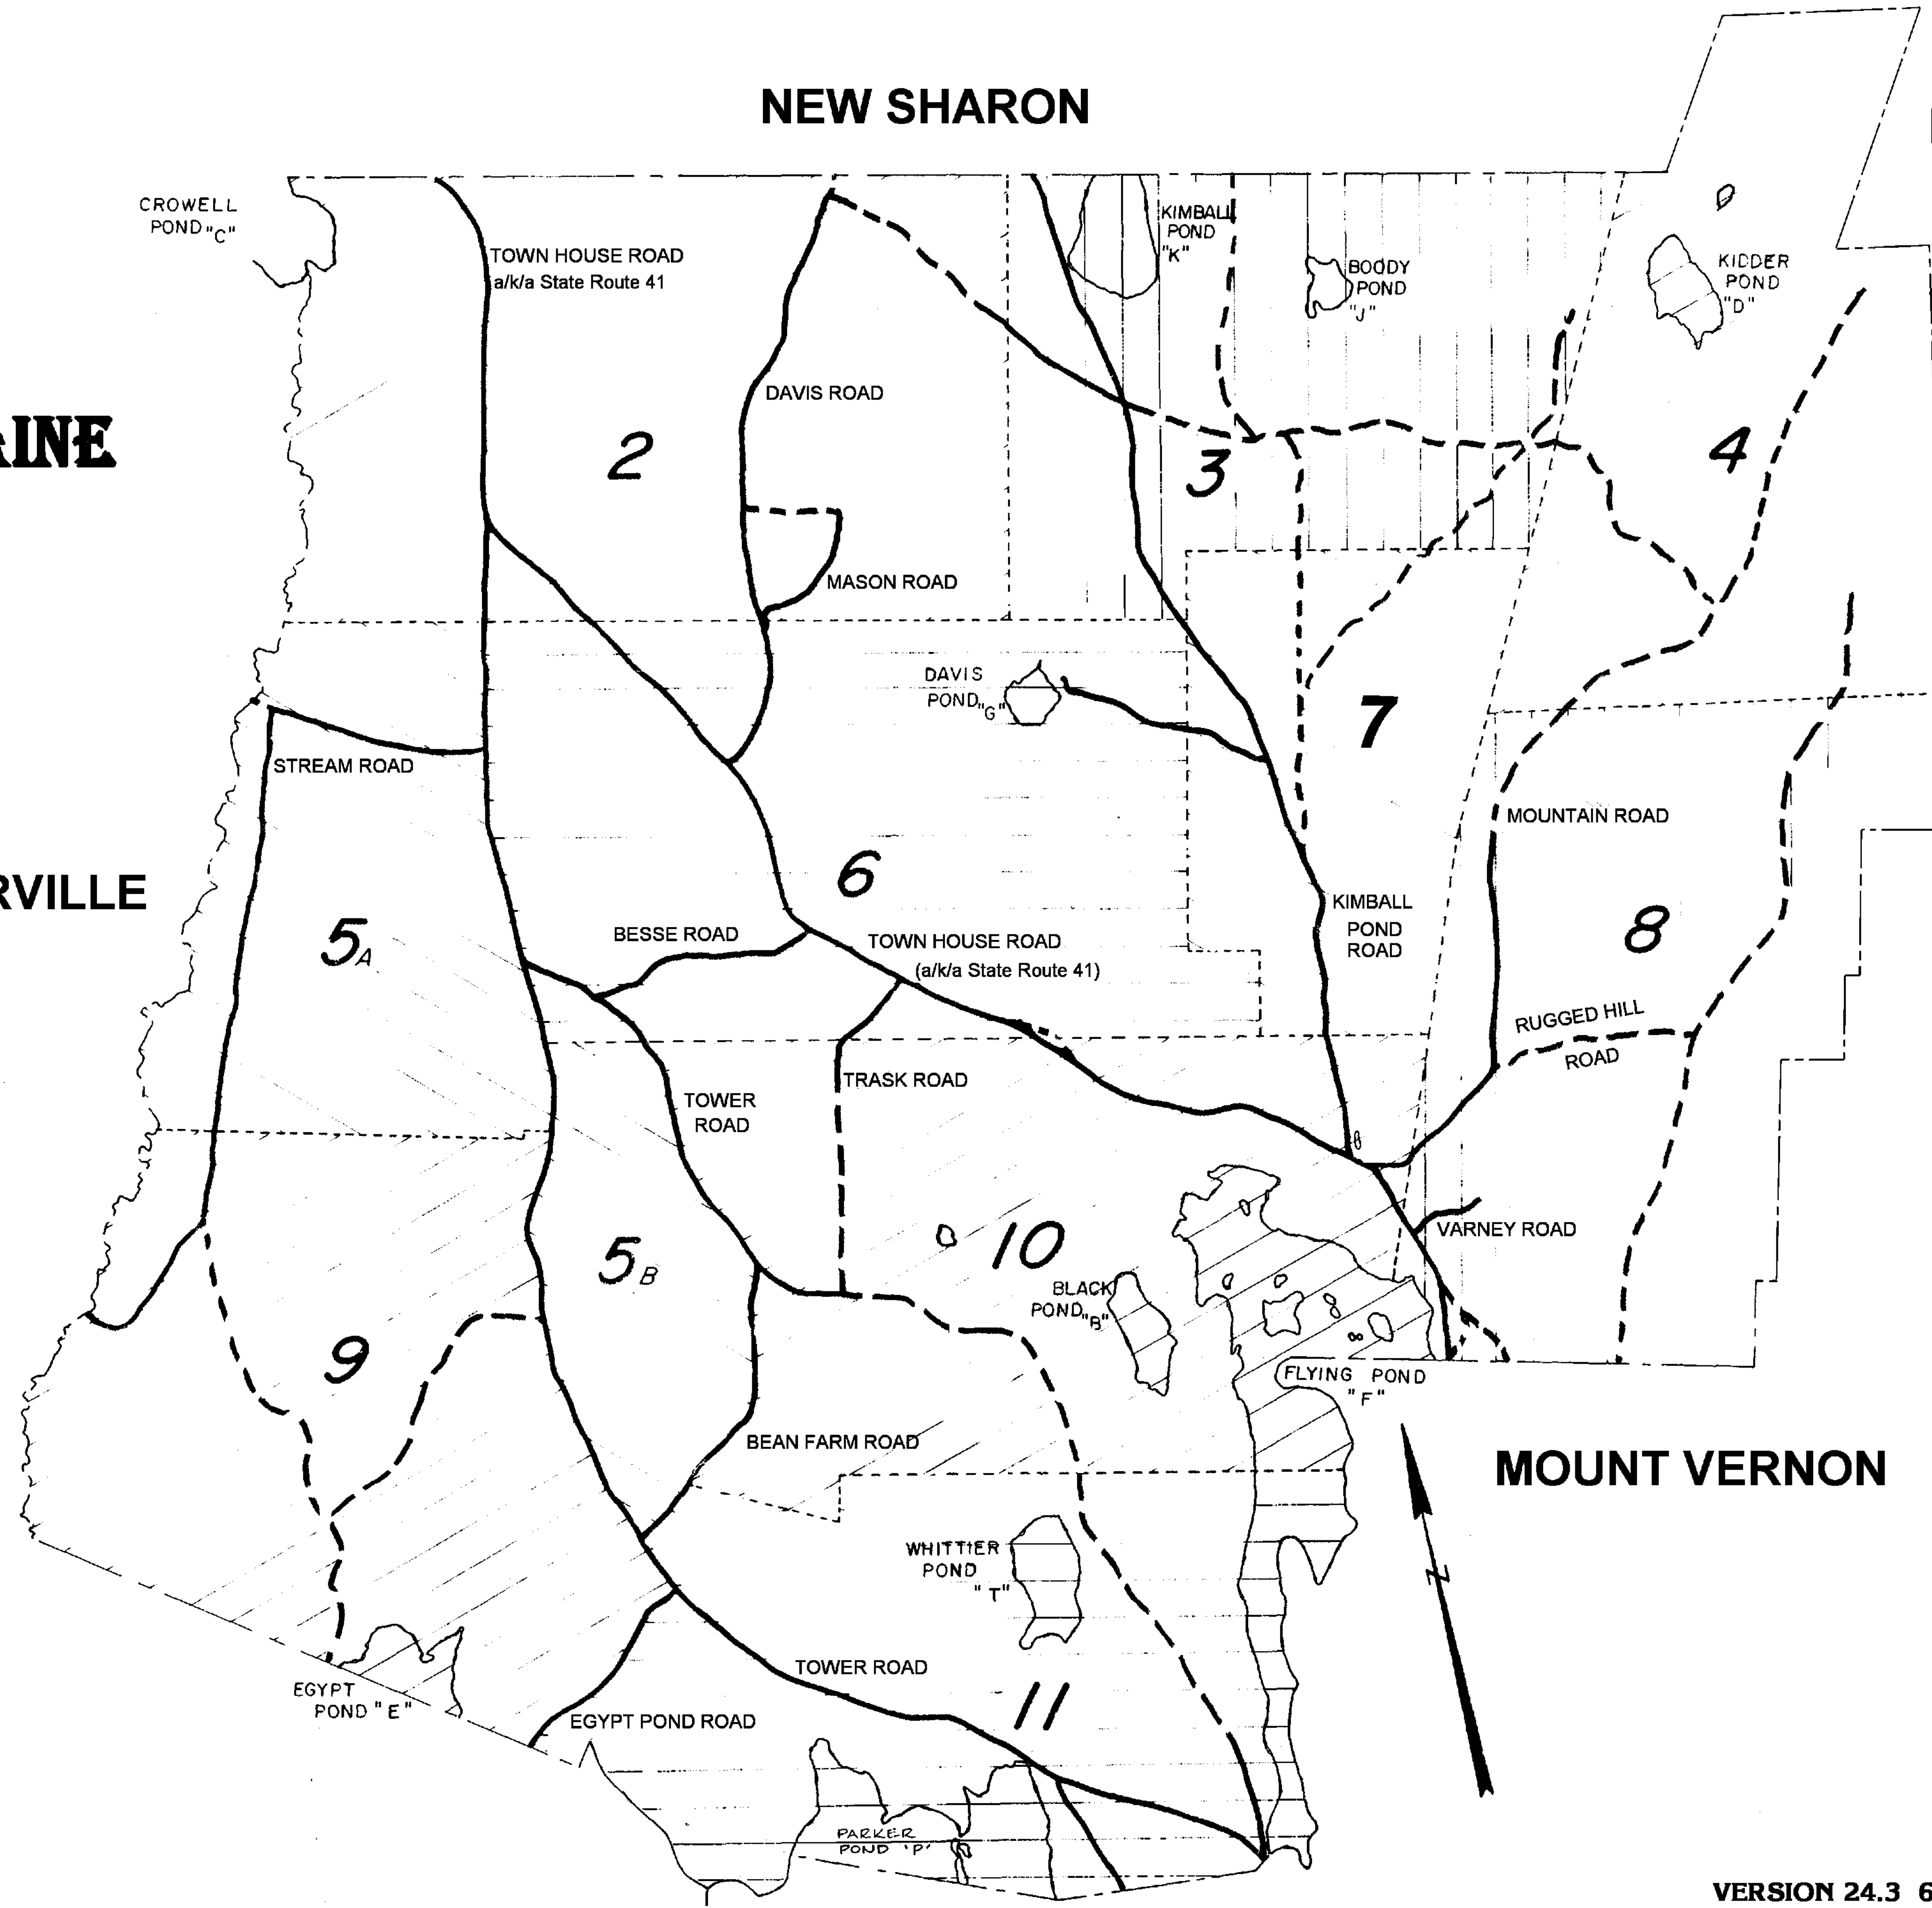 NEW SHARON
CROWELL
POND "C"
KIMBALL
POND
"K"
TOWN HOUSE ROAD
a/k/a State Route 41
BOODY
POND
"J"
KIDDER
POND
"D"
DAVIS ROAD
AINE
2
3
4
MASON ROAD
DAVIS
POND "G"
7
STREAM ROAD
MOUNTAIN ROAD
6
RVILLE
5A
BESSE ROAD
TOWN HOUSE ROAD
(a/k/a State Route 41)
KIMBALL
POND
ROAD
8
RUGGED HILL
ROAD
TRASK ROAD
TOWER
ROAD
VARNEY ROAD
5B
10
BLACK
POND "B"
9
FLYING POND
"F"
BEAN FARM ROAD
MOUNT VERNON
WHITTIER
POND
"T"
N
TOWER ROAD
EGYPT
POND "E"
11
EGYPT POND ROAD
PARKER
POND 'P'
VERSION 24.3 6